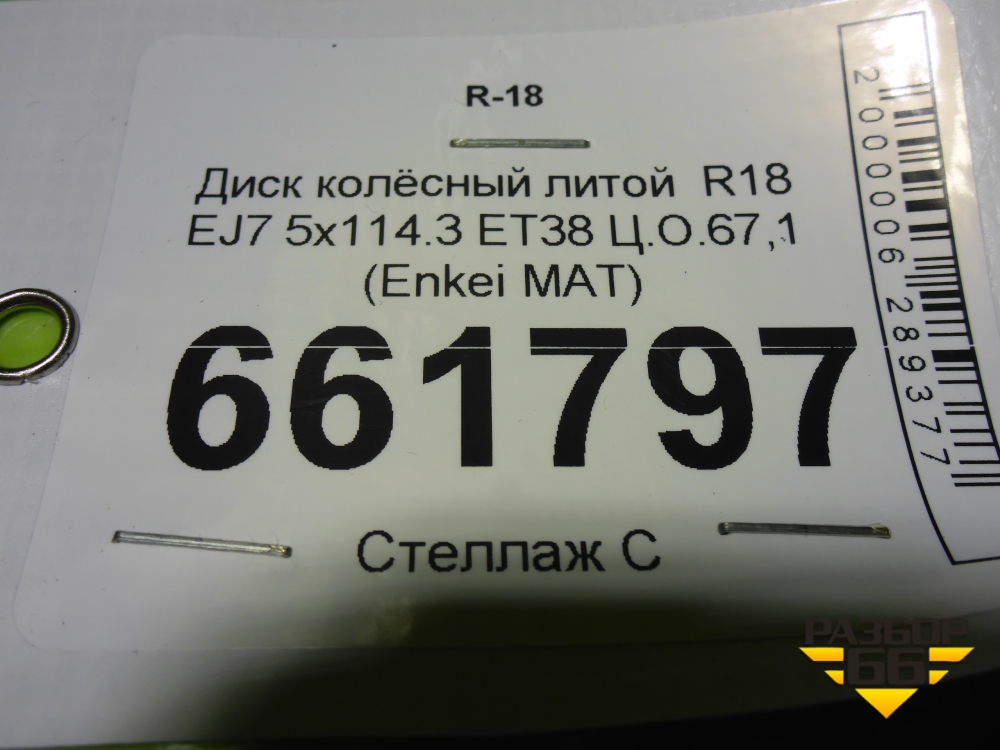 R-18
Диск колёсный литой R18
EJ7 5x114.3 ET38 Ц.О.67,1
(Enkei MAT)
661797
Стеллаж С
2000006289377
РАЗБОР
66